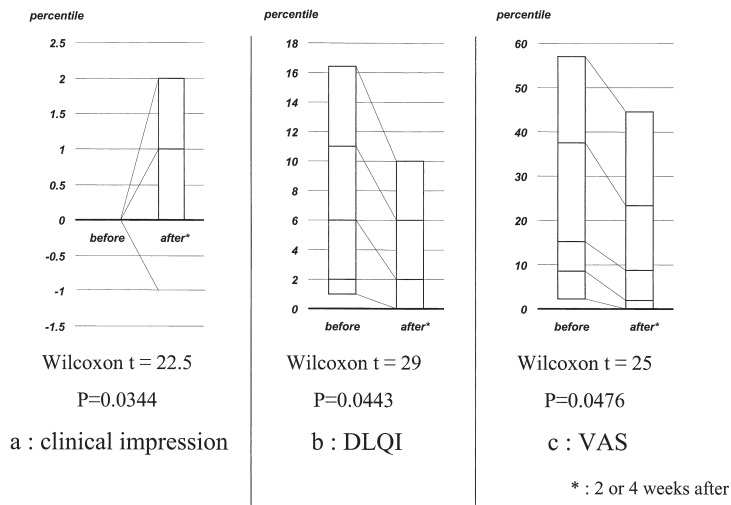 percentile
2.5
2
1.5
1
0.5
0
before after*
-0.5
-1
-1.5
Wilcoxon t = 22.5
P=0.0344
a : clinical impression
percentile
18
16
14
12
10
8
6
4
2
0
before after*
Wilcoxon t = 29
P=0.0443
b : DLQI
percentile
60
50
40
30
20
10
0
before after*
Wilcoxon t = 25
P=0.0476
c : VAS
* : 2 or 4 weeks after